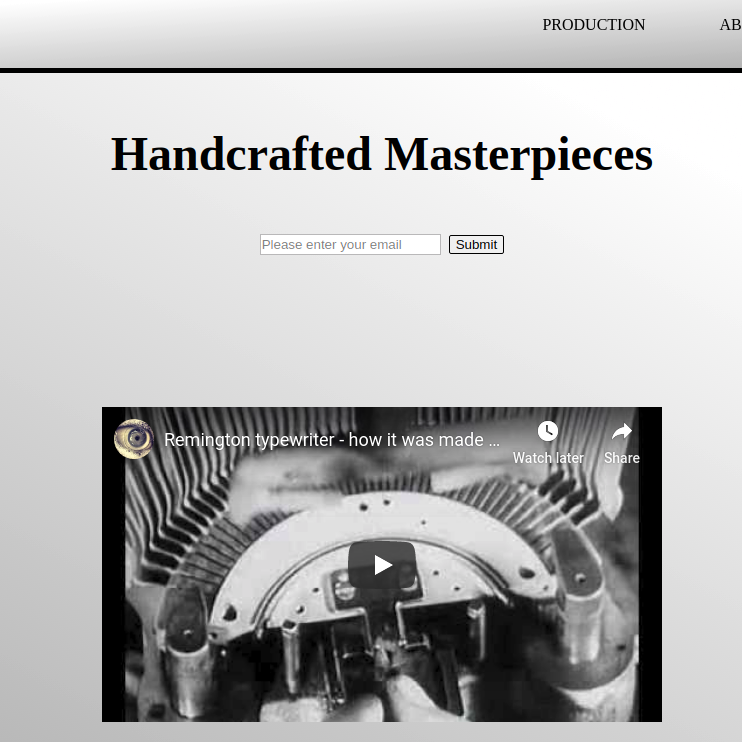 PRODUCTION AB
Handcrafted Masterpieces
Please enter your email Submit
Remington typewriter - how it was made ...
Watch later Share